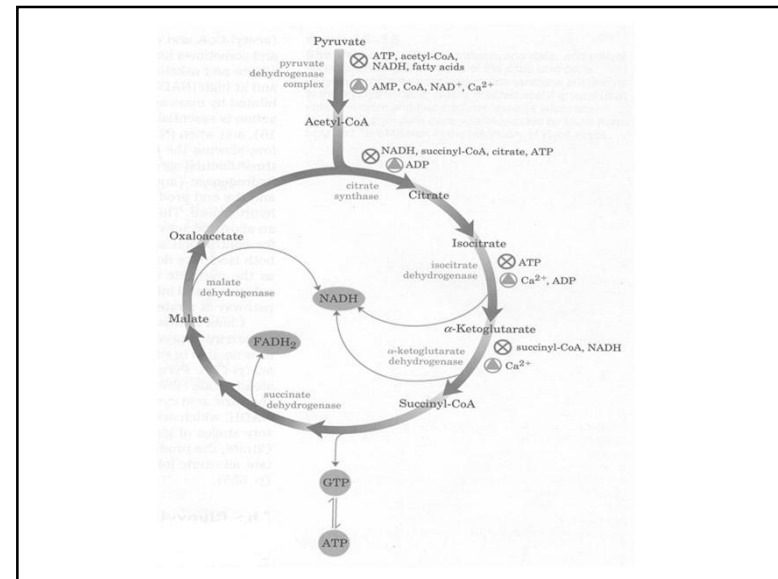 Pyruvate
pyruvate
dehydrogenase
complex
ATP, acetyl-CoA,
NADH, fatty acids
AMP, CoA, NAD⁺, Ca²⁺
Acetyl-CoA
NADH, succinyl-CoA, citrate, ATP
ADP
citrate
synthase
Citrate
Isocitrate
isocitrate
dehydrogenase
ATP
Ca²⁺, ADP
Oxaloacetate
malate
dehydrogenase
NADH
Malate
FADH₂
α-Ketoglutarate
α-ketoglutarate
dehydrogenase
succinyl-CoA, NADH
Ca²⁺
succinate
dehydrogenase
Succinyl-CoA
GTP
ATP